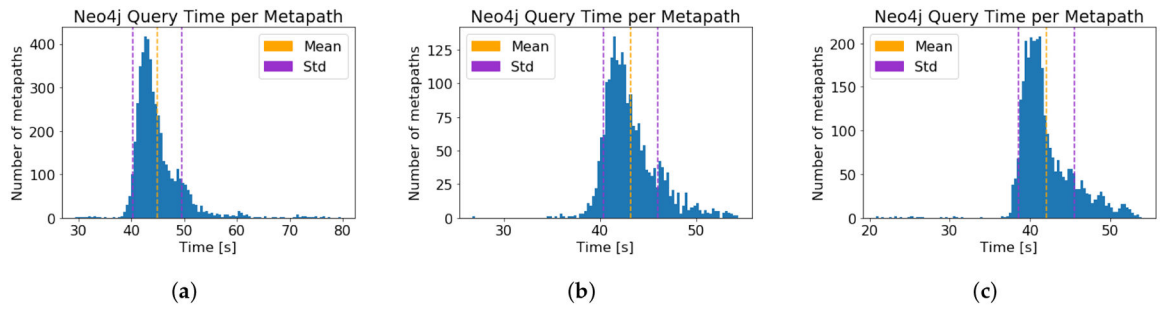 Neo4j Query Time per Metapath
Number of metapaths
400
300
200
100
0
30
40
50
60
70
80
Time [s]
Mean
Std
(a)
Neo4j Query Time per Metapath
Number of metapaths
125
100
75
50
25
0
30
40
50
Time [s]
Mean
Std
(b)
Neo4j Query Time per Metapath
Number of metapaths
200
150
100
50
0
20
30
40
50
Time [s]
Mean
Std
(c)